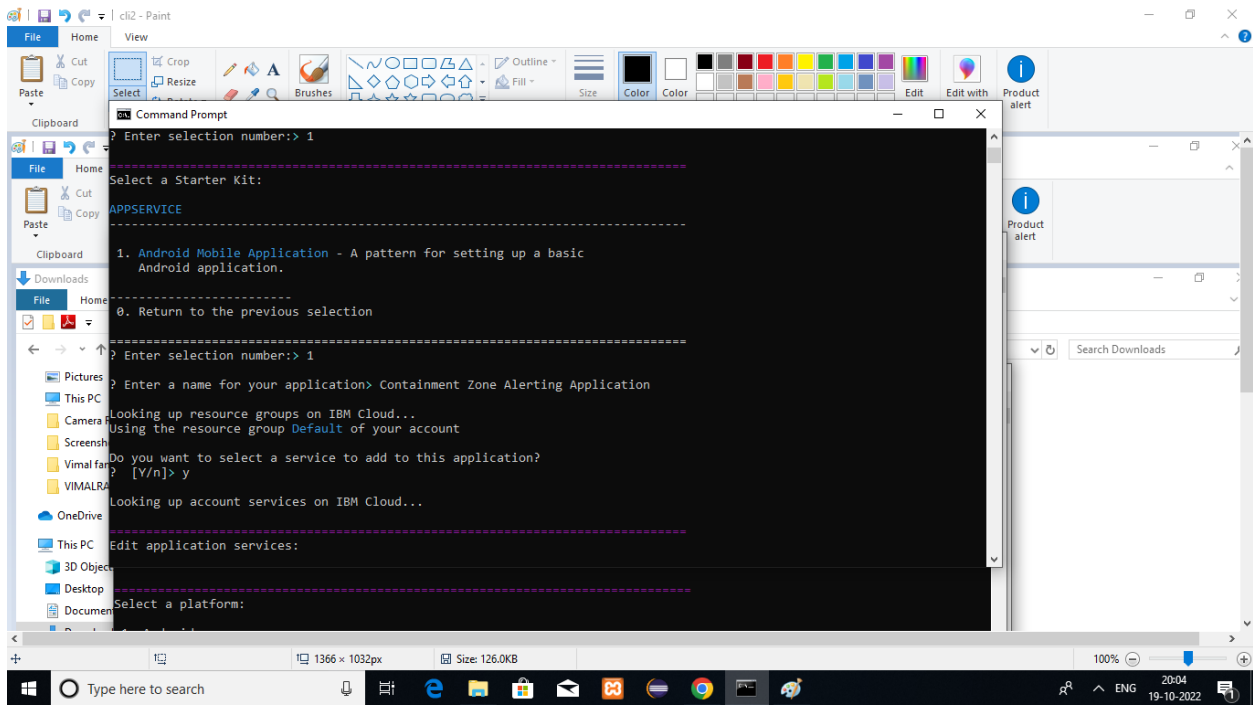 cli2 - Paint
File Home View
Cut
Copy
Paste
Clipboard
Select
Crop
Resize
Brushes
Outline
Fill
Size
Color
Color
Edit
Edit with
Product
alert
Command Prompt
? Enter selection number:> 1
================================================================================
Select a Starter Kit:
APPSERVICE
--------------------------------------------------------------------------------
1. Android Mobile Application - A pattern for setting up a basic
Android application.
-------------------------
0. Return to the previous selection
================================================================================
? Enter selection number:> 1
? Enter a name for your application> Containment Zone Alerting Application
Looking up resource groups on IBM Cloud...
Using the resource group Default of your account
Do you want to select a service to add to this application?
? [Y/n]> y
Looking up account services on IBM Cloud...
================================================================================
Edit application services:
================================================================================
Select a platform:
File Home
Cut
Copy
Paste
Clipboard
Product
alert
Downloads
File Home
Search Downloads
Pictures
This PC
Camera
Vimal
OneDrive
This PC
3D
Desktop
1366 × 1032px
Size: 126.0KB
100%
Type here to search
ENG
20:04
19-10-2022
1